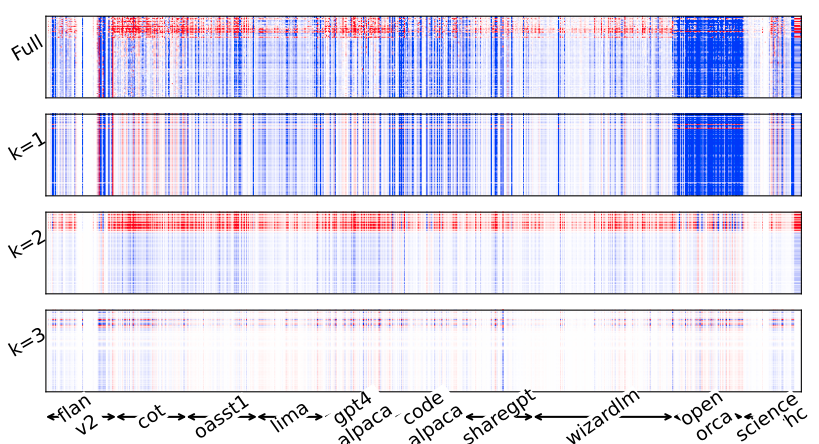 Full
k=1
k=2
k=3
flan
v2
cot
oasst1
lima
gpt4
alpaca
code
alpaca
sharegpt
wizardlm
open
orca
science
hc